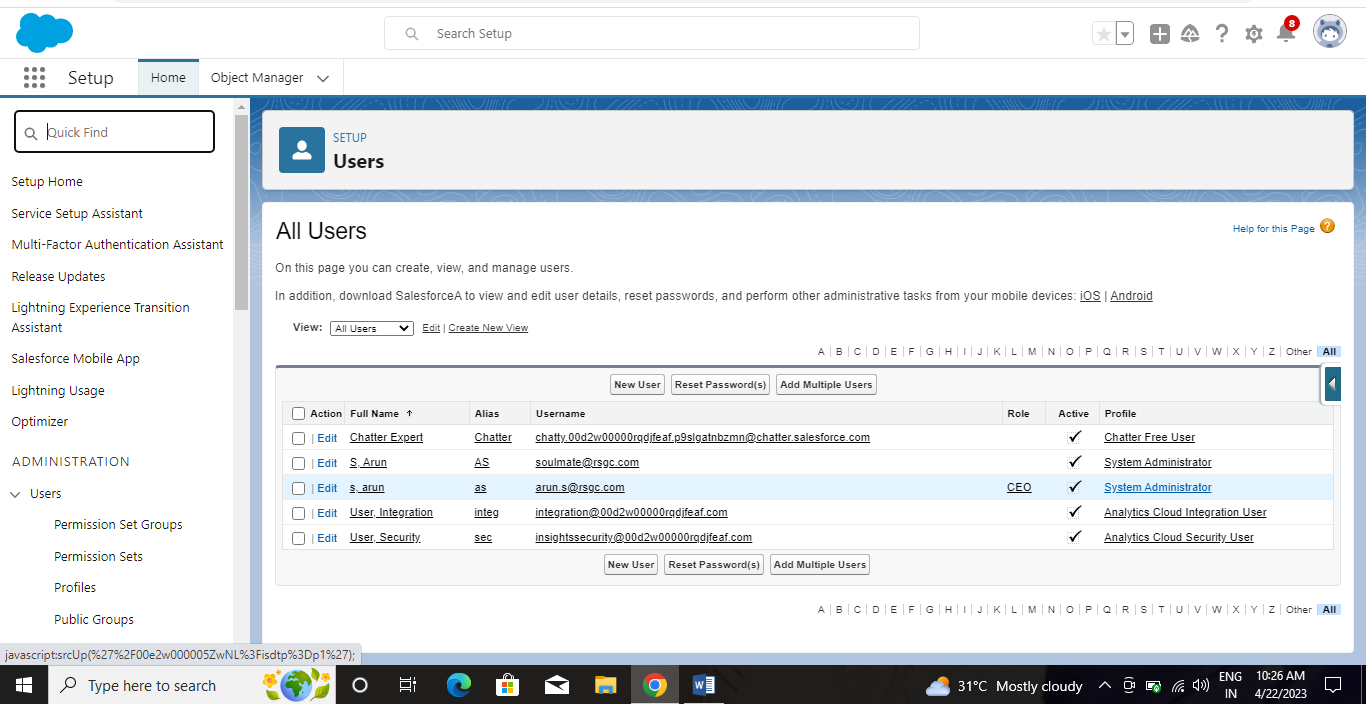 Search Setup
8
Setup
Home
Object Manager
Quick Find
Setup Home
Service Setup Assistant
Multi-Factor Authentication Assistant
Release Updates
Lightning Experience Transition
Assistant
Salesforce Mobile App
Lightning Usage
Optimizer
ADMINISTRATION
Users
Permission Set Groups
Permission Sets
Profiles
Public Groups
SETUP
Users
All Users
Help for this Page ?
On this page you can create, view, and manage users.
In addition, download SalesforceA to view and edit user details, reset passwords, and perform other administrative tasks from your mobile devices: iOS | Android
View: All Users Edit | Create New View
A | B | C | D | E | F | G | H | I | J | K | L | M | N | O | P | Q | R | S | T | U | V | W | X | Y | Z | Other All
New User Reset Password(s) Add Multiple Users
Action Full Name ↑ Alias Username Role Active Profile
| Edit Chatter Expert Chatter chatty.00d2w00000rqdjfeaf.p9slgatnbzmn@chatter.salesforce.com ✓ Chatter Free User
| Edit S, Arun AS soulmate@rsgc.com ✓ System Administrator
| Edit s, arun as arun.s@rsgc.com CEO ✓ System Administrator
| Edit User, Integration integ integration@00d2w00000rqdjfeaf.com ✓ Analytics Cloud Integration User
| Edit User, Security sec insightssecurity@00d2w00000rqdjfeaf.com ✓ Analytics Cloud Security User
New User Reset Password(s) Add Multiple Users
A | B | C | D | E | F | G | H | I | J | K | L | M | N | O | P | Q | R | S | T | U | V | W | X | Y | Z | Other All
javascript:srcUp(%27%2F00e2w000005ZwNL%3Fisdtp%3Dp1%27);
Type here to search
31°C Mostly cloudy
ENG
IN
10:26 AM
4/22/2023